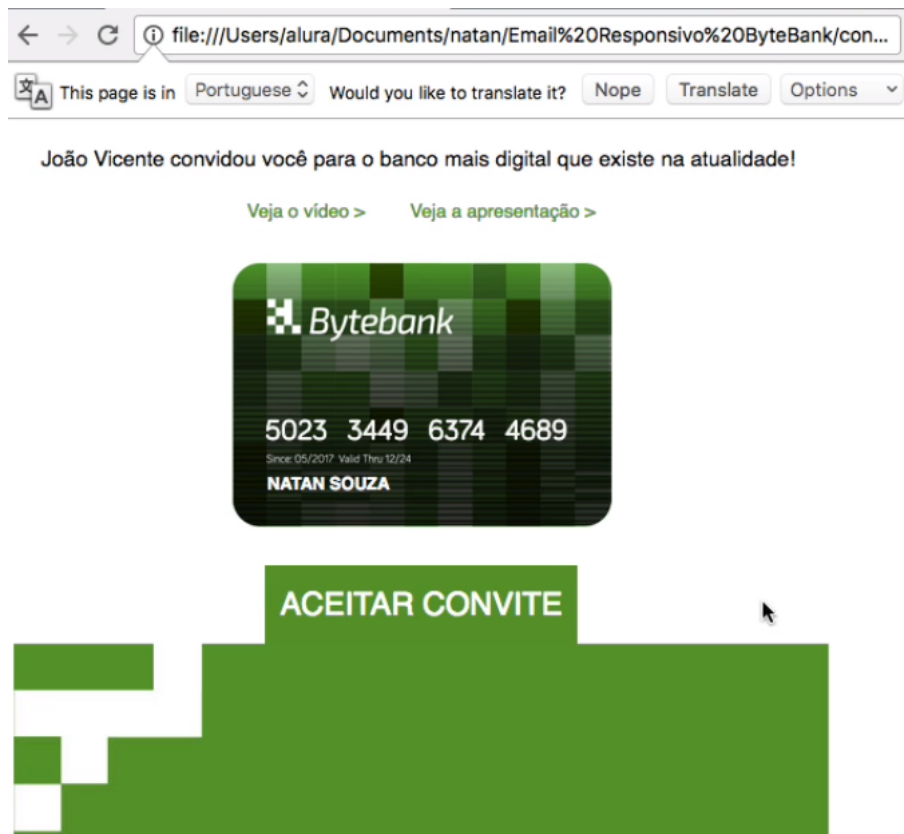 file:///Users/alura/Documents/natan/Email%20Responsivo%20ByteBank/con...
This page is in Portuguese Would you like to translate it? Nope Translate Options
João Vicente convidou você para o banco mais digital que existe na atualidade!
Veja o vídeo > Veja a apresentação >
Bytebank
5023 3449 6374 4689
Since: 05/2017 Valid Thru 12/24
NATAN SOUZA
ACEITAR CONVITE